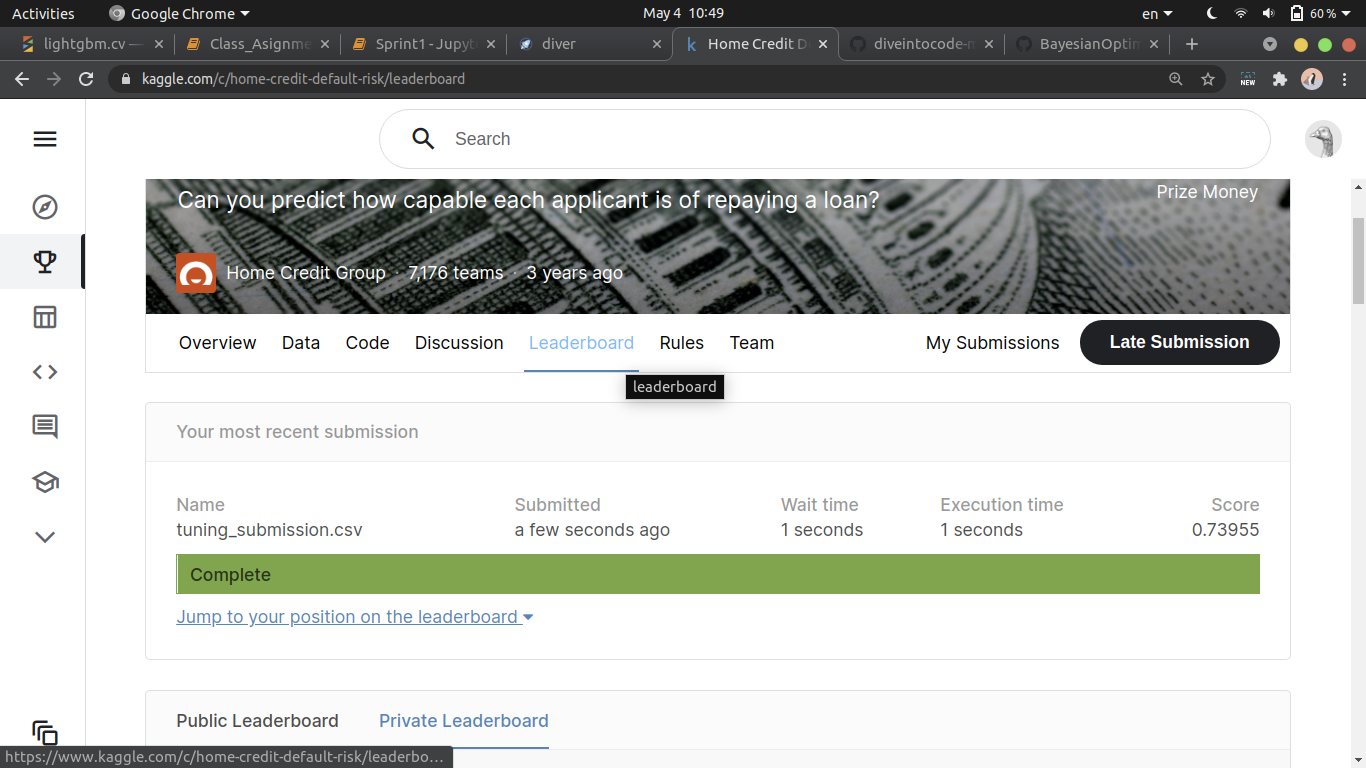 Activities Google Chrome May 4 10:49 en 60 %
lightgbm.cv — Class_Asignme Sprint1 - Jupyt diver Home Credit D diveintocode-m BayesianOptim
kaggle.com/c/home-credit-default-risk/leaderboard NEW
Search
Can you predict how capable each applicant is of repaying a loan? Prize Money
Home Credit Group · 7,176 teams · 3 years ago
Overview Data Code Discussion Leaderboard Rules Team My Submissions Late Submission
leaderboard
Your most recent submission
Name Submitted Wait time Execution time Score
tuning_submission.csv a few seconds ago 1 seconds 1 seconds 0.73955
Complete
Jump to your position on the leaderboard
Public Leaderboard Private Leaderboard
https://www.kaggle.com/c/home-credit-default-risk/leaderbo…